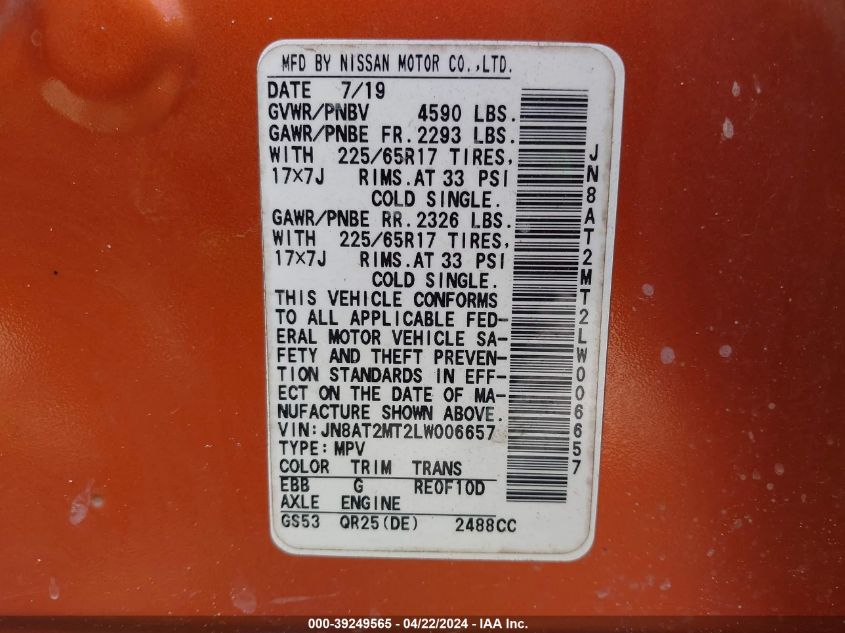 MFD BY NISSAN MOTOR CO.,LTD.
DATE 7/19
GVWR/PNBV 4590 LBS.
GAWR/PNBE FR. 2293 LBS.
WITH 225/65R17 TIRES,
17×7J RIMS.AT 33 PSI
COLD SINGLE.
GAWR/PNBE RR. 2326 LBS.
WITH 225/65R17 TIRES,
17×7J RIMS.AT 33 PSI
COLD SINGLE.
THIS VEHICLE CONFORMS
TO ALL APPLICABLE FED-
ERAL MOTOR VEHICLE SA-
FETY AND THEFT PREVEN-
TION STANDARDS IN EFF-
ECT ON THE DATE OF MA-
NUFACTURE SHOWN ABOVE.
VIN:JN8AT2MT2LW006657
TYPE:MPV
COLOR TRIM TRANS
EBB G RE0F10D
AXLE ENGINE
GS53 QR25(DE) 2488CC
JN8AT2MT2LW006657
000-39249565 - 04/22/2024 - IAA Inc.